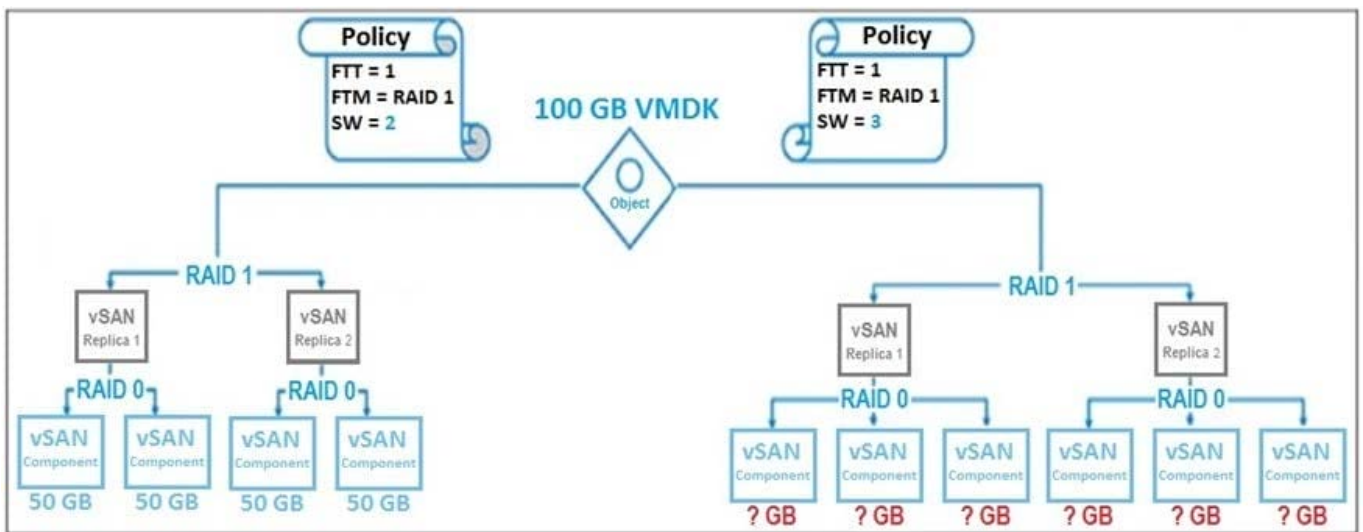 Policy
FTT = 1
FTM = RAID 1
SW = 2
100 GB VMDK
Policy
FTT = 1
FTM = RAID 1
SW = 3
Object
RAID 1
vSAN
Replica 1
vSAN
Replica 2
RAID 0
RAID 0
vSAN
Component
50 GB
vSAN
Component
50 GB
vSAN
Component
50 GB
vSAN
Component
50 GB
RAID 1
vSAN
Replica 1
vSAN
Replica 2
RAID 0
RAID 0
vSAN
Component
? GB
vSAN
Component
? GB
vSAN
Component
? GB
vSAN
Component
? GB
vSAN
Component
? GB
vSAN
Component
? GB